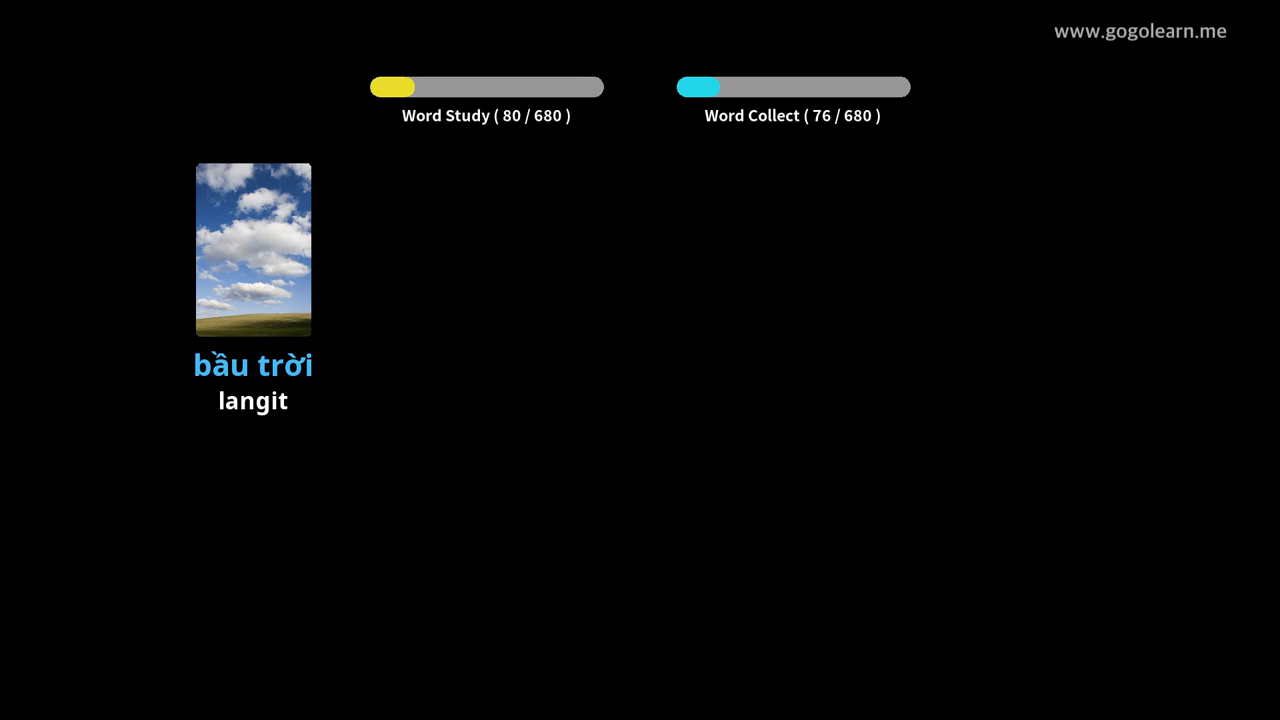 www.gogolearn.me
Word Study ( 80 / 680 )
Word Collect ( 76 / 680 )
bầu trời
langit